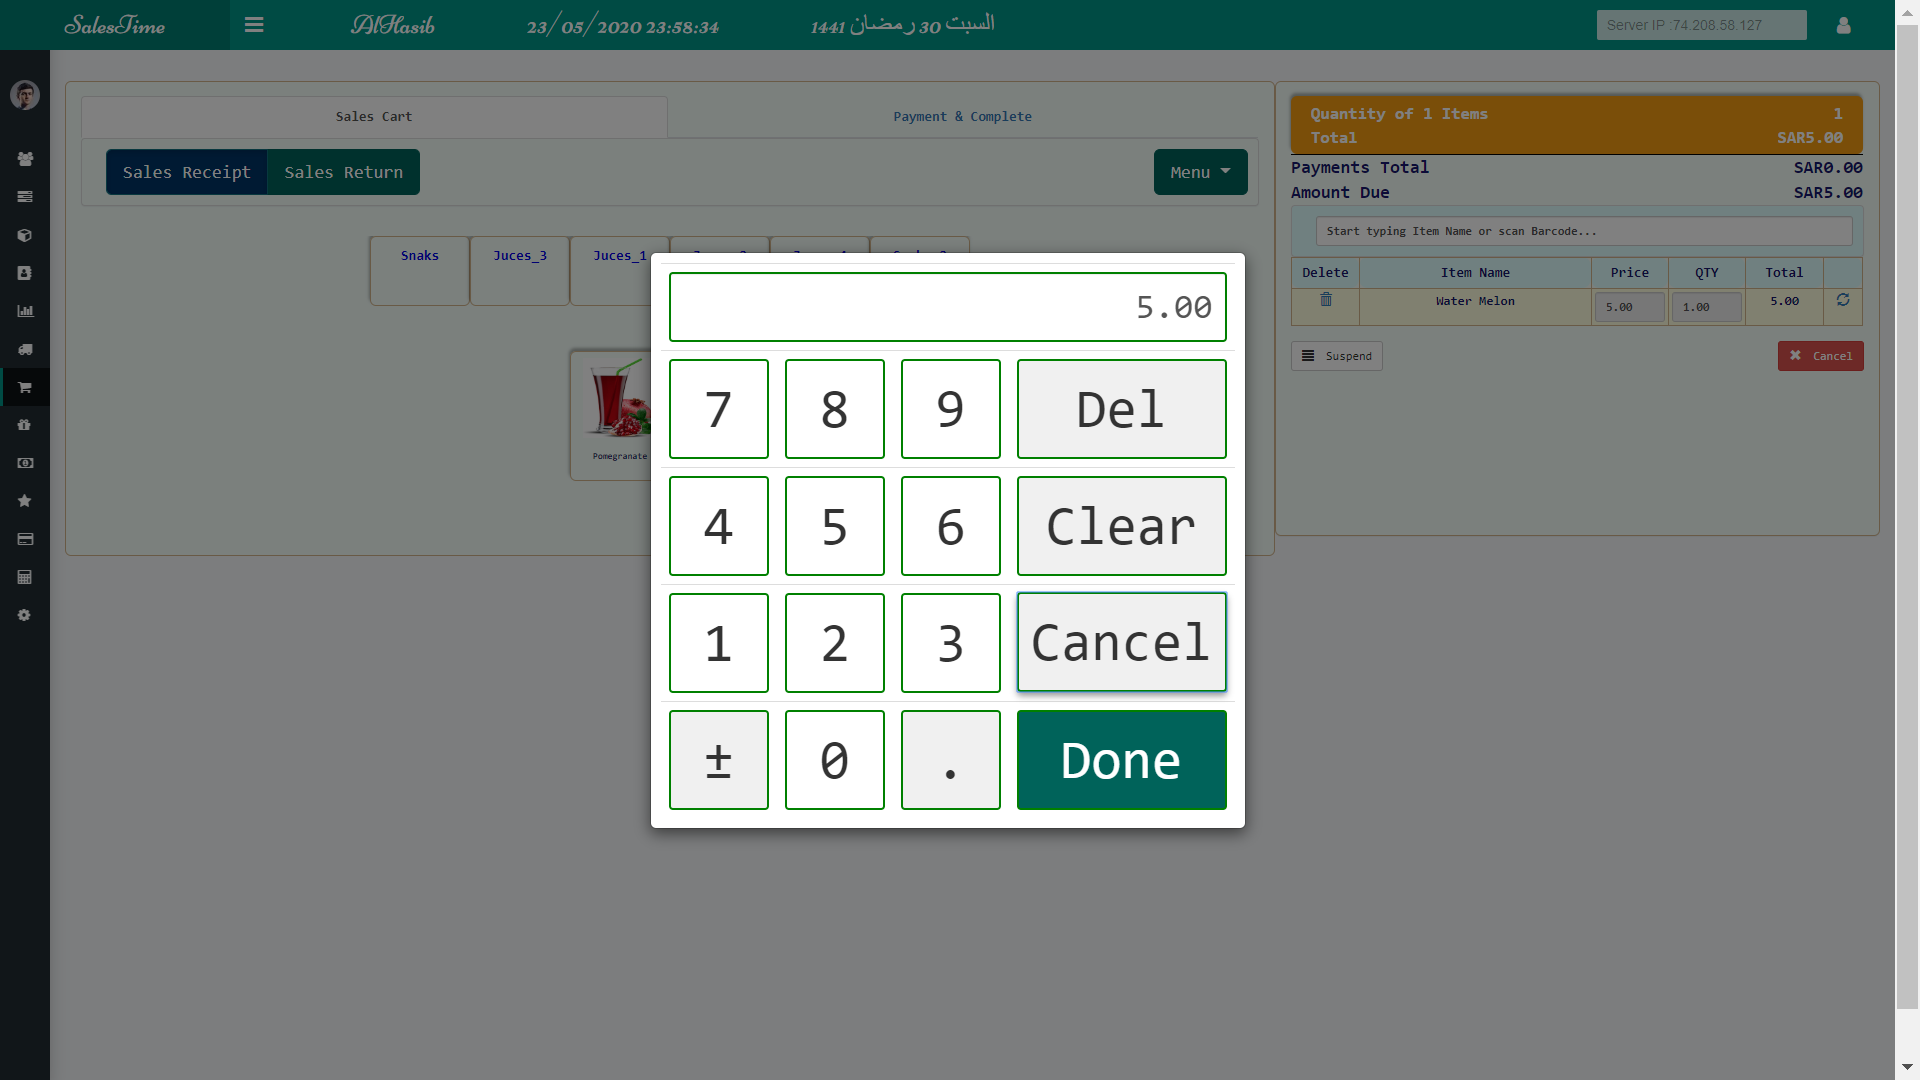 SalesTime
AlHasib
23/05/2020 23:58:34
السبت 30 رمضان 1441
Server IP :74.208.58.127
Sales Cart
Payment & Complete
Sales Receipt
Sales Return
Menu
Snaks
Juces_3
Juces_1
Pomegranate
5.00
7 8 9 Del
4 5 6 Clear
1 2 3 Cancel
± 0 . Done
Quantity of 1 Items 1
Total SAR5.00
Payments Total SAR0.00
Amount Due SAR5.00
Start typing Item Name or scan Barcode...
Delete Item Name Price QTY Total
Water Melon 5.00 1.00 5.00
Suspend
Cancel